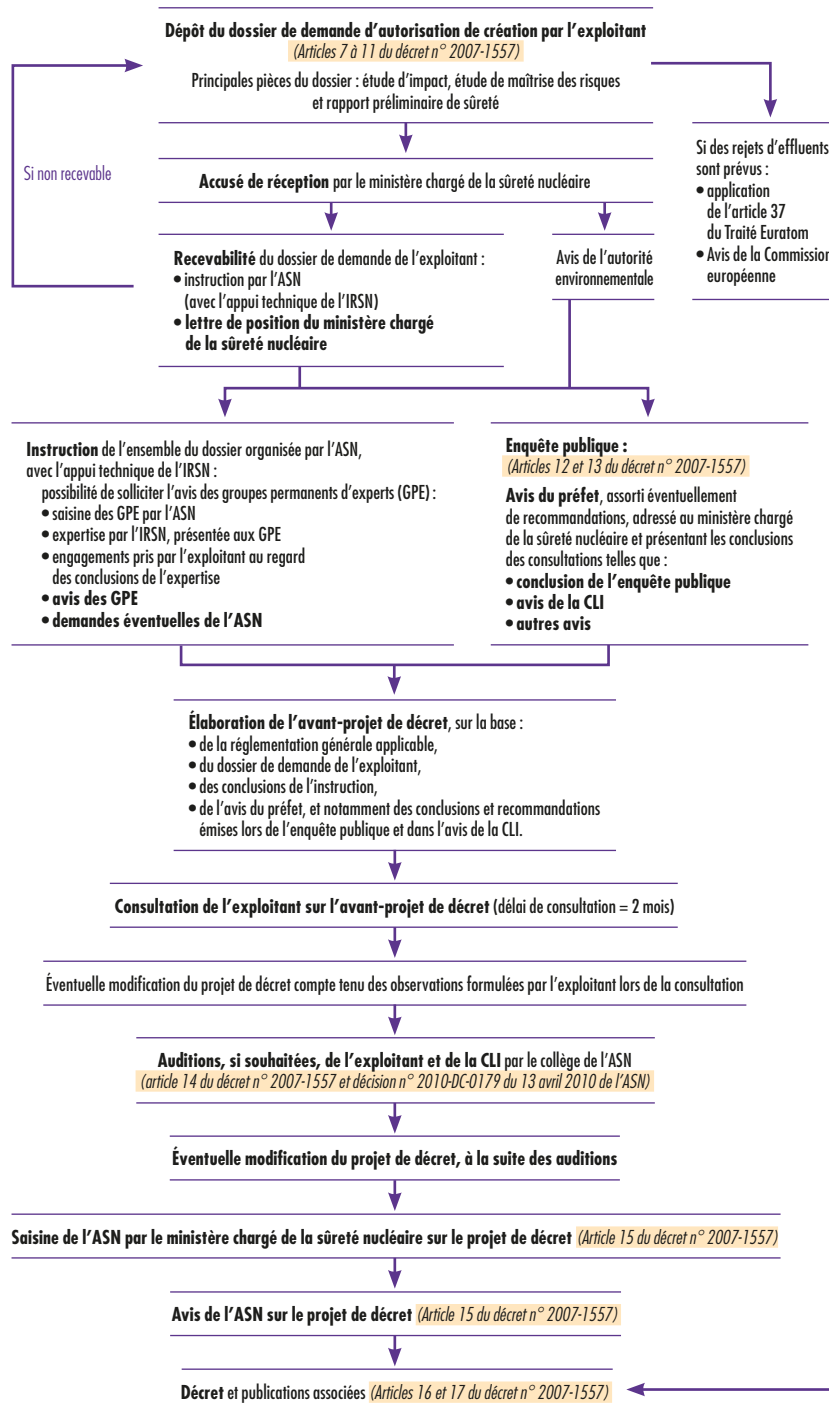 Dépôt du dossier de demande d'autorisation de création par l'exploitant
(Articles 7 à 11 du décret n° 2007-1557)
Principales pièces du dossier : étude d'impact, étude de maîtrise des risques
et rapport préliminaire de sûreté
Si non recevable
Si des rejets d'effluents
sont prévus :
• application
de l'article 37
du Traité Euratom
• Avis de la Commission
européenne
Accusé de réception par le ministère chargé de la sûreté nucléaire
Recevabilité du dossier de demande de l'exploitant :
• instruction par l'ASN
(avec l'appui technique de l'IRSN)
• lettre de position du ministère chargé
de la sûreté nucléaire
Avis de l'autorité
environnementale
Instruction de l'ensemble du dossier organisée par l'ASN,
avec l'appui technique de l'IRSN :
possibilité de solliciter l'avis des groupes permanents d'experts (GPE) :
• saisine des GPE par l'ASN
• expertise par l'IRSN, présentée aux GPE
• engagements pris par l'exploitant au regard
des conclusions de l'expertise
• avis des GPE
• demandes éventuelles de l'ASN
Enquête publique :
(Articles 12 et 13 du décret n° 2007-1557)
Avis du préfet, assorti éventuellement
de recommandations, adressé au ministère chargé
de la sûreté nucléaire et présentant les conclusions
des consultations telles que :
• conclusion de l'enquête publique
• avis de la CLI
• autres avis
Élaboration de l'avant-projet de décret, sur la base :
• de la réglementation générale applicable,
• du dossier de demande de l'exploitant,
• des conclusions de l'instruction,
• de l'avis du préfet, et notamment des conclusions et recommandations
émises lors de l'enquête publique et dans l'avis de la CLI.
Consultation de l'exploitant sur l'avant-projet de décret (délai de consultation = 2 mois)
Éventuelle modification du projet de décret compte tenu des observations formulées par l'exploitant lors de la consultation
Auditions, si souhaitées, de l'exploitant et de la CLI par le collège de l'ASN
(article 14 du décret n° 2007-1557 et décision n° 2010-DC-0179 du 13 avril 2010 de l'ASN)
Éventuelle modification du projet de décret, à la suite des auditions
Saisine de l'ASN par le ministère chargé de la sûreté nucléaire sur le projet de décret (Article 15 du décret n° 2007-1557)
Avis de l'ASN sur le projet de décret (Article 15 du décret n° 2007-1557)
Décret et publications associées (Articles 16 et 17 du décret n° 2007-1557)